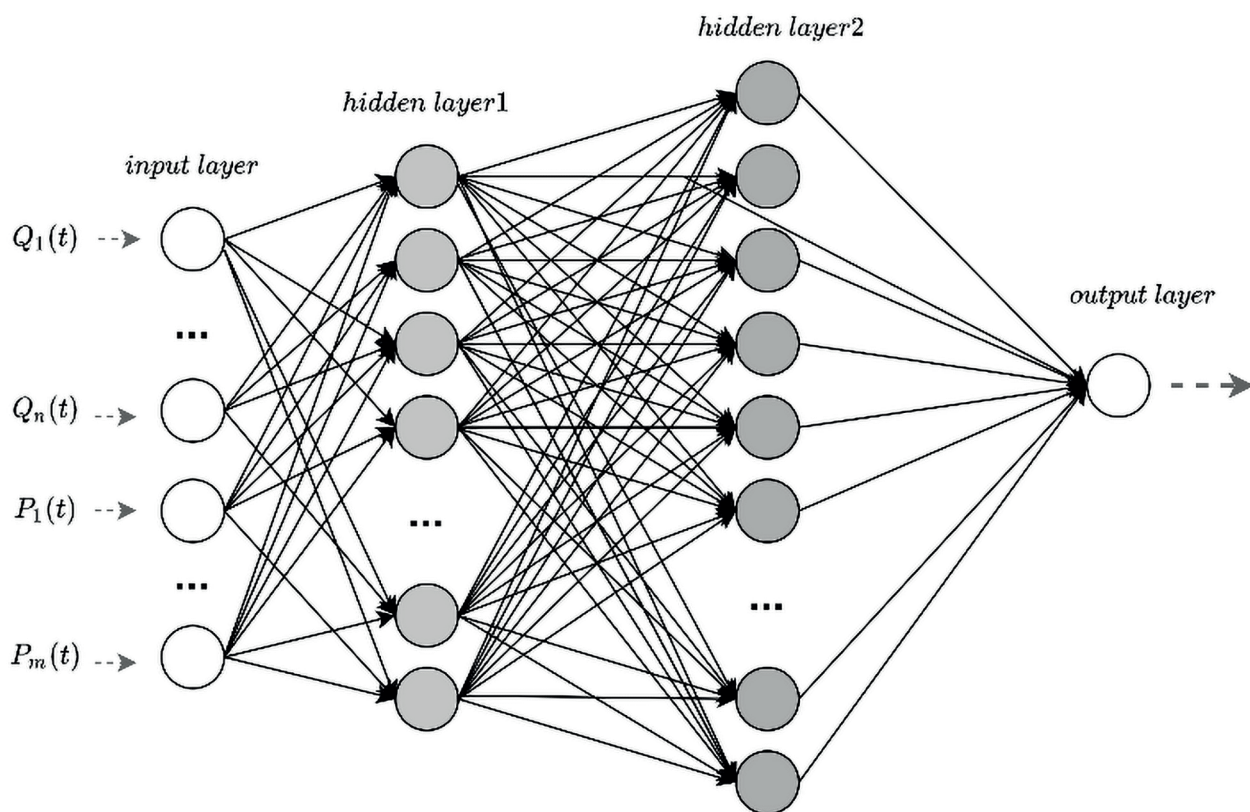 hidden layer2
hidden layer1
input layer
Q₁(t)
...
Qₙ(t)
P₁(t)
...
Pₘ(t)
...
...
output layer